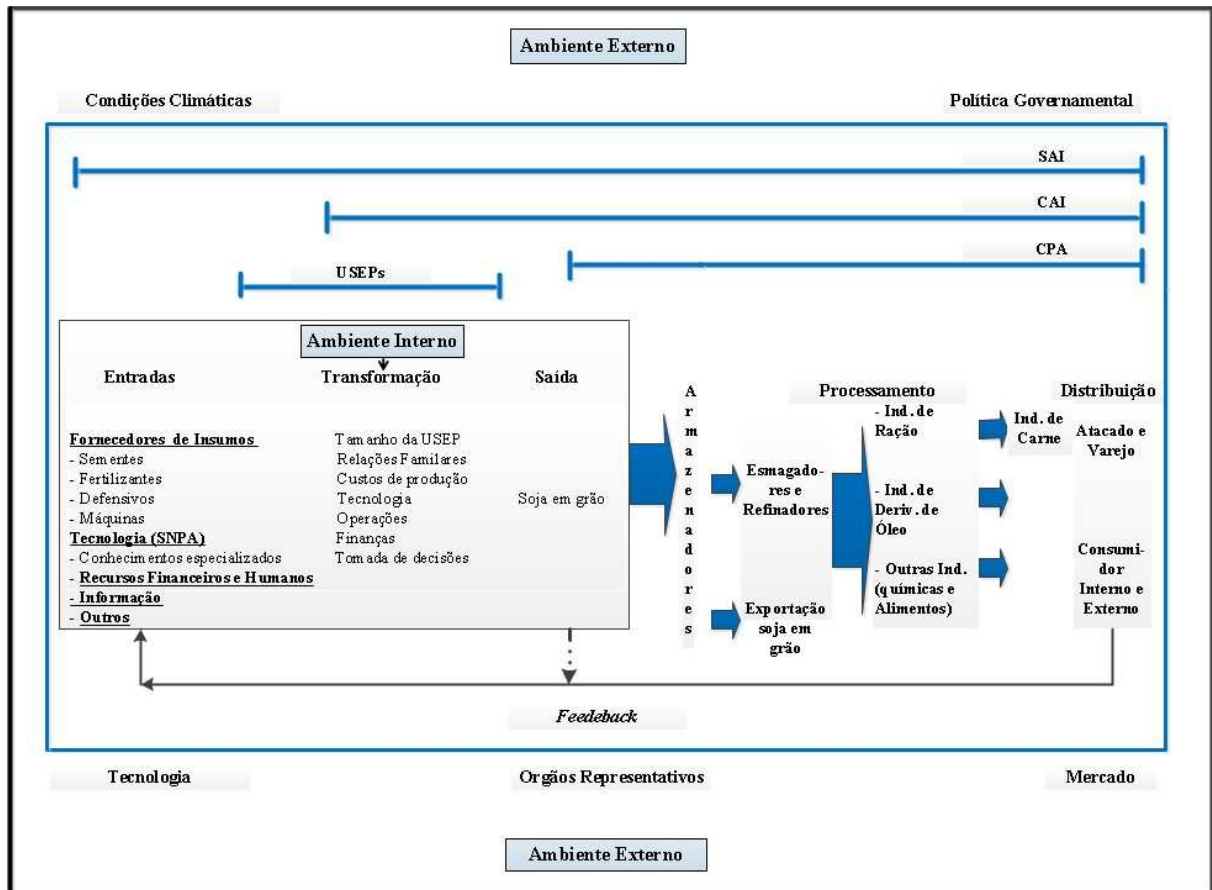 Ambiente Externo
Condições Climáticas
Política Governamental
SAI
CAI
CPA
USEPs
Ambiente Interno
Entradas
Transformação
Saída
Fornecedores de Insumos
- Sementes
- Fertilizantes
- Defensivos
- Máquinas
Tecnologia (SNPA)
- Conhecimentos especializados
- Recursos Financeiros e Humanos
- Informação
- Outros
Tamanho da USEP
Relações Familares
Custos de produção
Tecnologia
Operações
Finanças
Tomada de decisões
Soja em grão
Armazenadores
Processamento
Esmagado-
res e
Refinadores
Exportação
soja em
grão
- Ind. de
Ração
- Ind. de
Deriv. de
Óleo
- Outras Ind.
(químicas e
Alimentos)
Ind. de
Carne
Distribuição
Atacado e
Varejo
Consumi-
dor
Interno e
Externo
Feedeback
Tecnologia
Orgãos Representativos
Mercado
Ambiente Externo